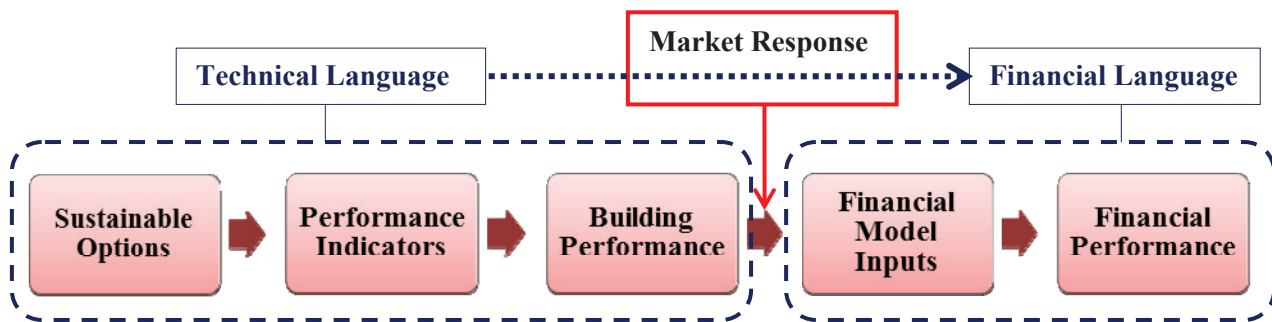 Market Response
Technical Language
Financial Language
Sustainable
Options
Performance
Indicators
Building
Performance
Financial
Model
Inputs
Financial
Performance